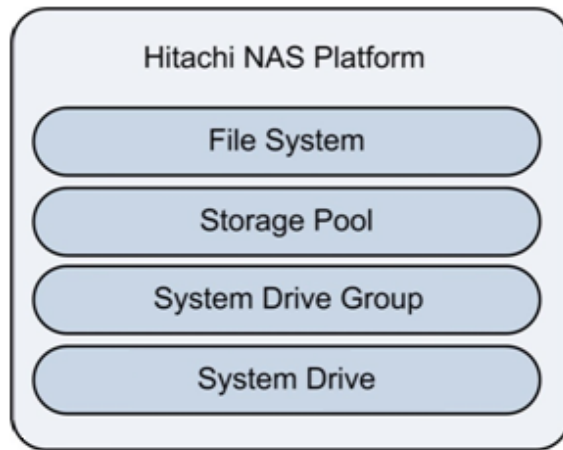 Hitachi NAS Platform
File System
Storage Pool
System Drive Group
System Drive